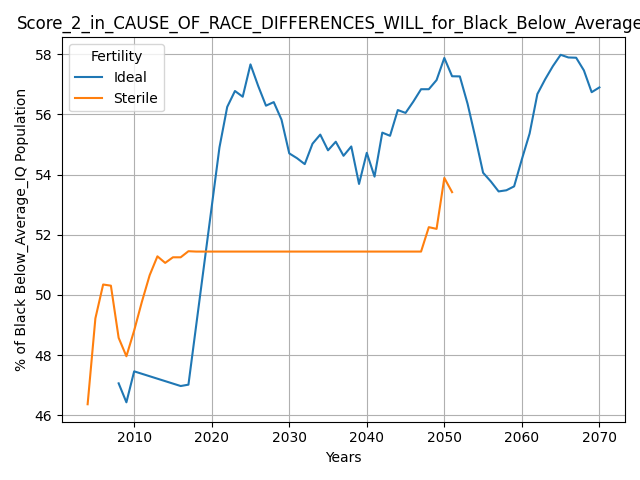 Score_2_in_CAUSE_OF_RACE_DIFFERENCES_WILL_for_Black_Below_Average
Fertility
Ideal
Sterile
% of Black Below_Average_IQ Population
58
56
54
52
50
48
46
2010 2020 2030 2040 2050 2060 2070
Years